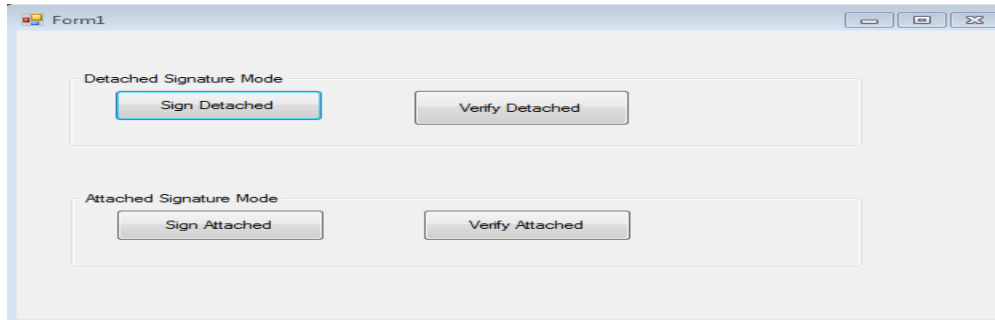 Form1
Detached Signature Mode
Sign Detached Verify Detached
Attached Signature Mode
Sign Attached Verify Attached